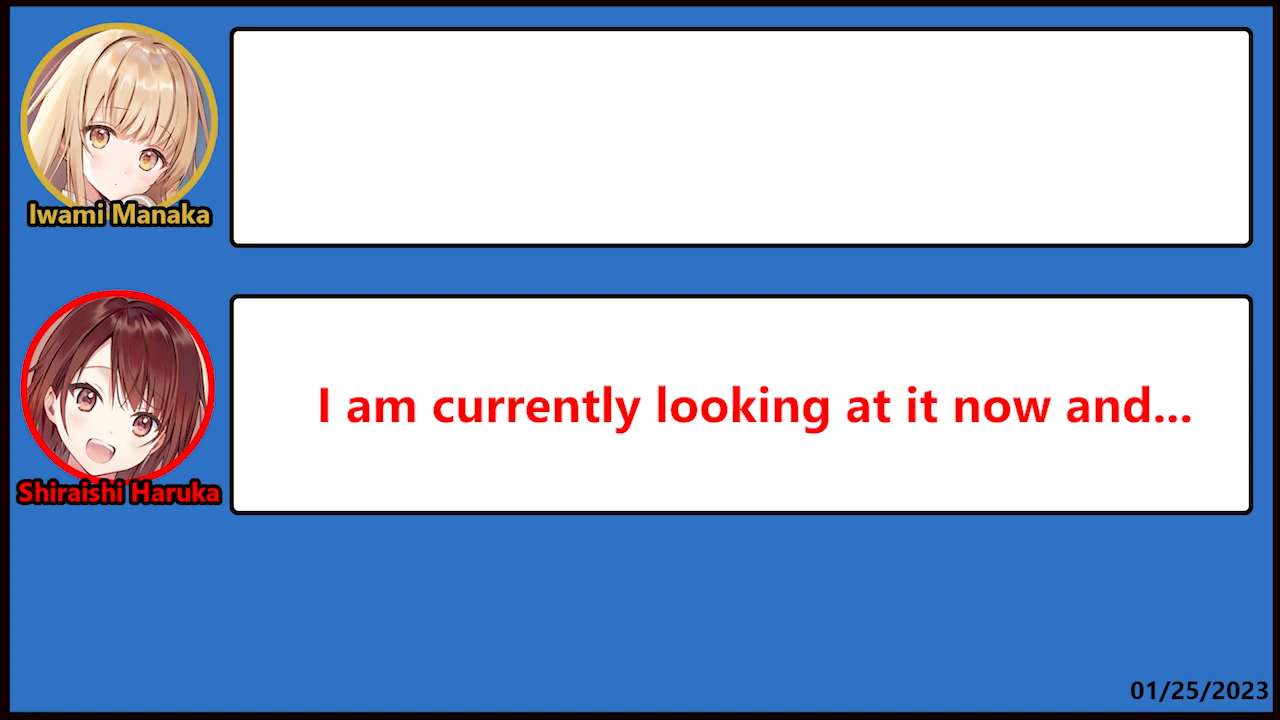 Iwami Manaka
I am currently looking at it now and...
Shiraishi Haruka
01/25/2023